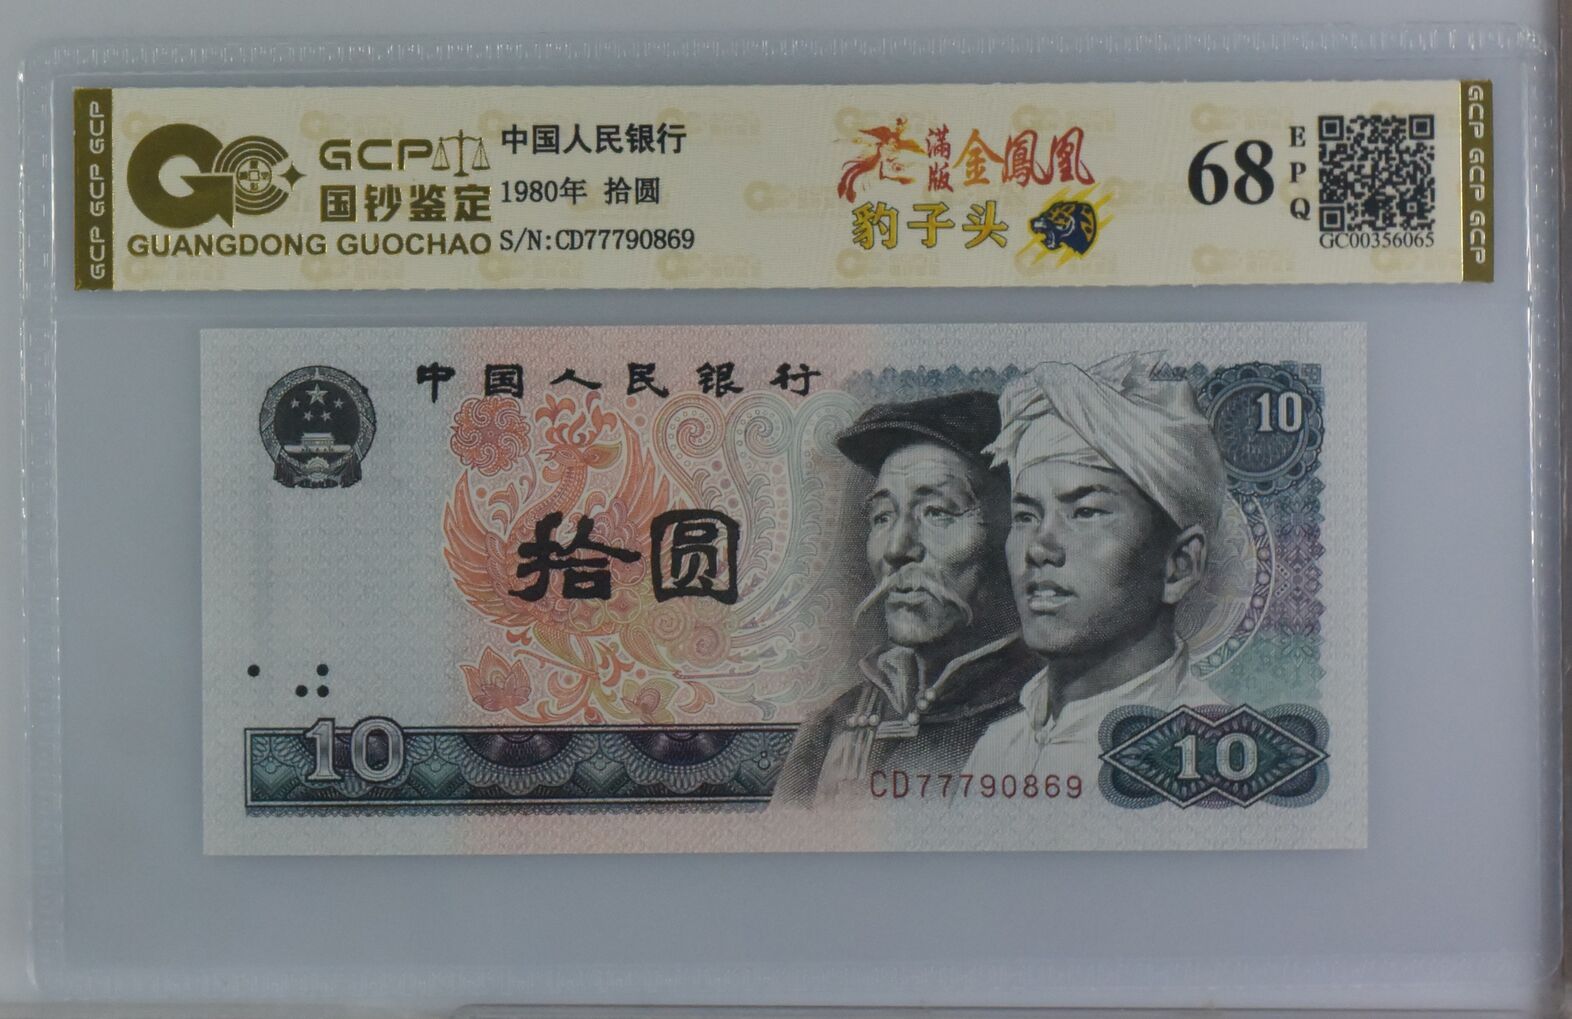 GCP GCP GCP
GCP
国钞鉴定
GUANGDONG GUOCHAO
中国人民银行
1980年 拾圆
S/N:CD77790869
滿版金鳳凰
豹子头
68
EPQ
GC00356065
GCP GCP GCP
中国人民银行
10
拾圆
10
CD77790869
10